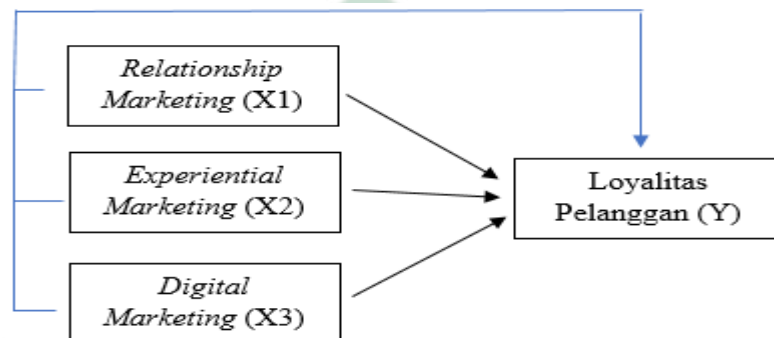 Relationship
Marketing (X1)
Experiential
Marketing (X2)
Loyalitas
Pelanggan (Y)
Digital
Marketing (X3)